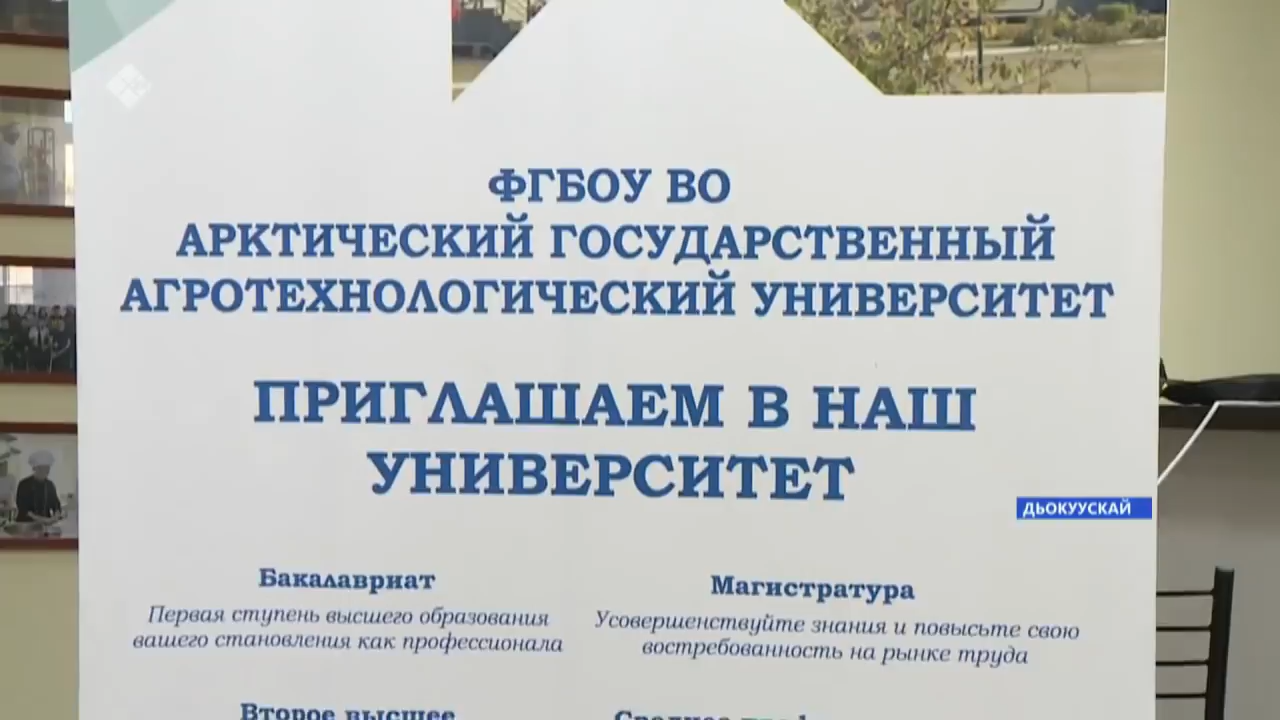 ФГБОУ ВО
АРКТИЧЕСКИЙ ГОСУДАРСТВЕННЫЙ
АГРОТЕХНОЛОГИЧЕСКИЙ УНИВЕРСИТЕТ
ПРИГЛАШАЕМ В НАШ
УНИВЕРСИТЕТ
ДЬОКУУСКАЙ
Бакалавриат
Первая ступень высшего образования
вашего становления как профессионала
Магистратура
Усовершенствуйте знания и повысьте свою
востребованность на рынке труда
Второе высшее
Среднее